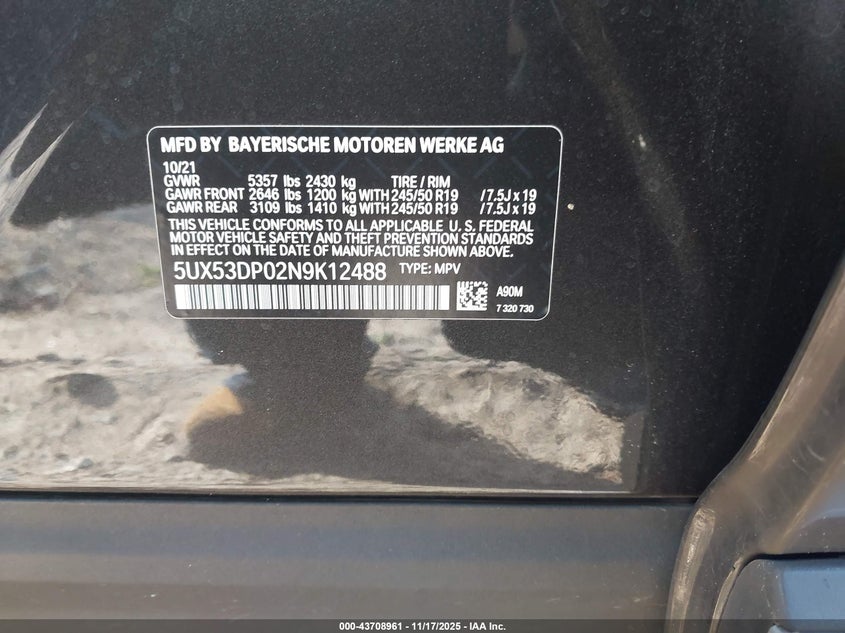 MFD BY BAYERISCHE MOTOREN WERKE AG
10/21
GVWR 5357 lbs 2430 kg TIRE / RIM
GAWR FRONT 2646 lbs 1200 kg WITH 245/50 R19 / 7.5J x 19
GAWR REAR 3109 lbs 1410 kg WITH 245/50 R19 / 7.5J x 19
THIS VEHICLE CONFORMS TO ALL APPLICABLE U. S. FEDERAL
MOTOR VEHICLE SAFETY AND THEFT PREVENTION STANDARDS
IN EFFECT ON THE DATE OF MANUFACTURE SHOWN ABOVE.
5UX53DP02N9K12488 TYPE: MPV
A90M
7 320 730
000-43708961 - 11/17/2025 - IAA Inc.